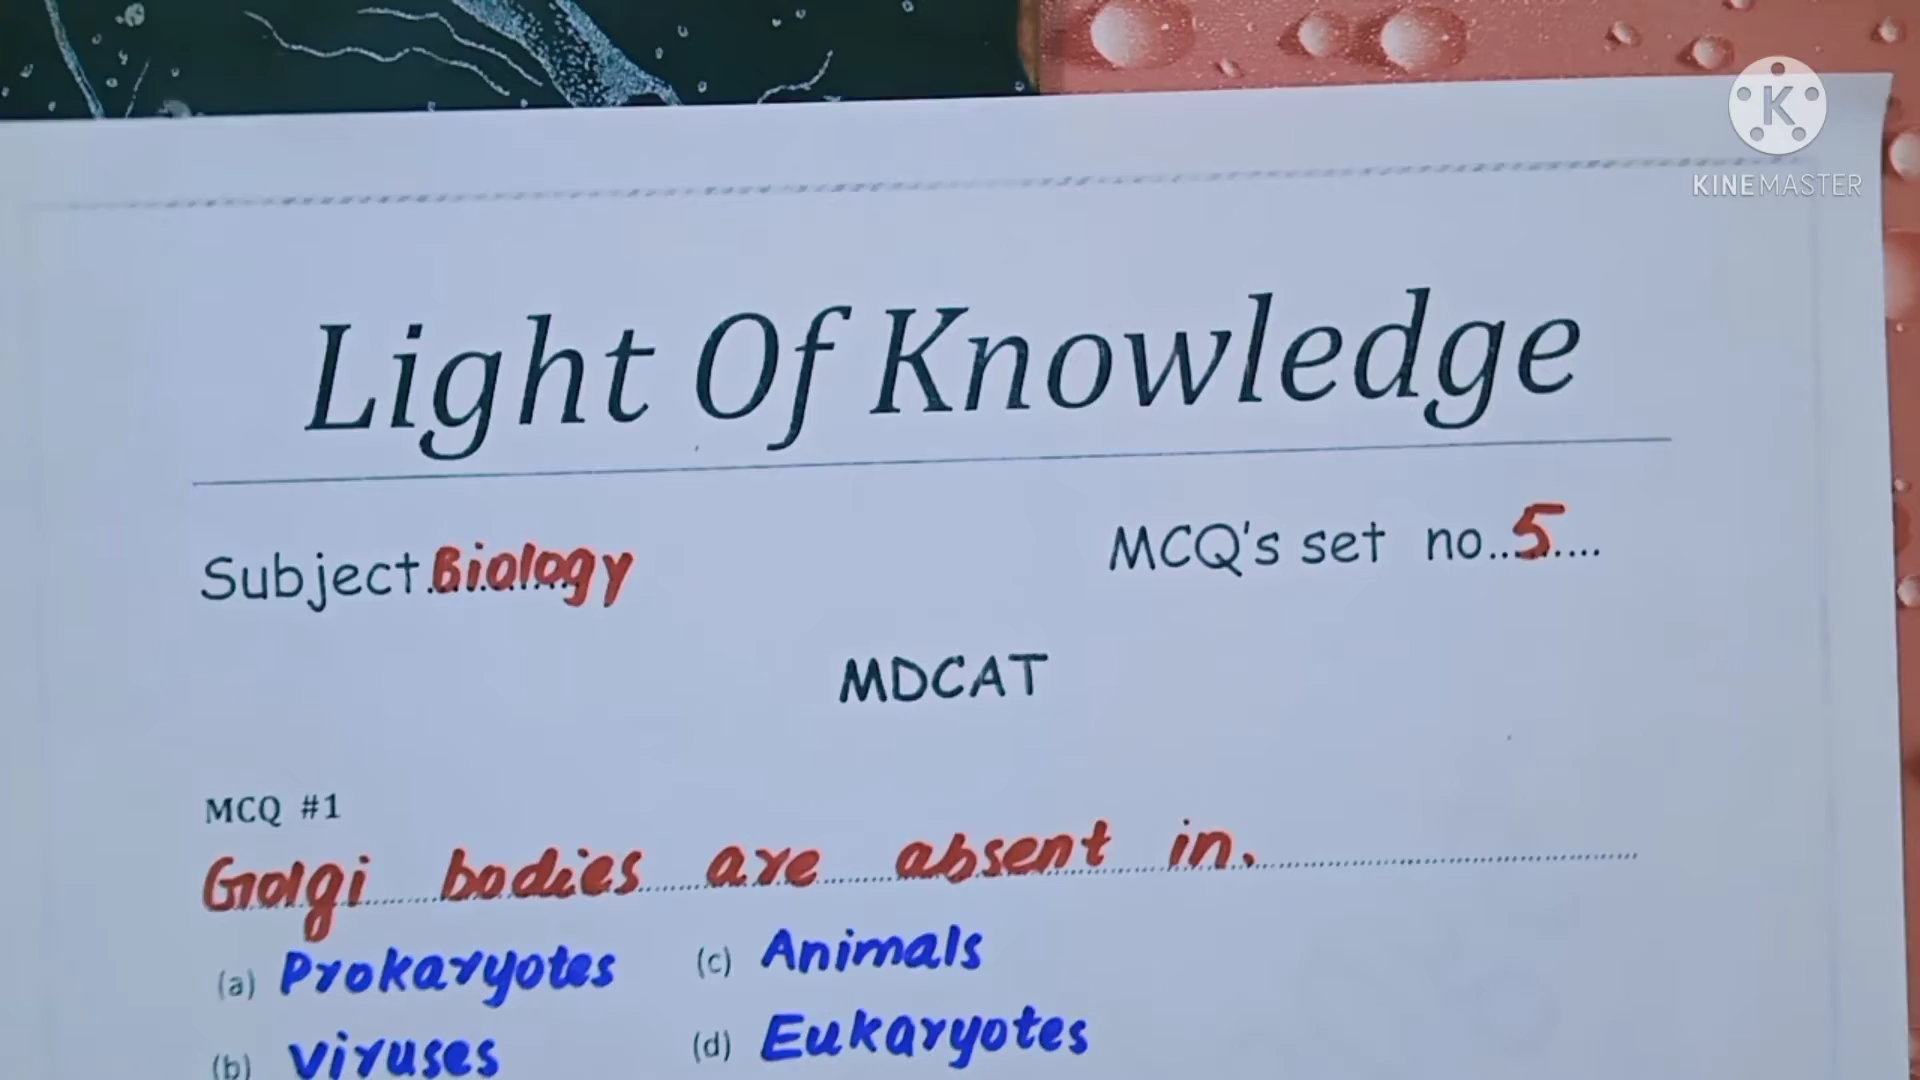 K
KINEMASTER
Light Of Knowledge
Subject.Biology
MCQ's set no..5.....
MDCAT
MCQ #1
Golgi bodies are absent in.
(a) Prokaryotes (c) Animals
(b) Viruses (d) Eukaryotes